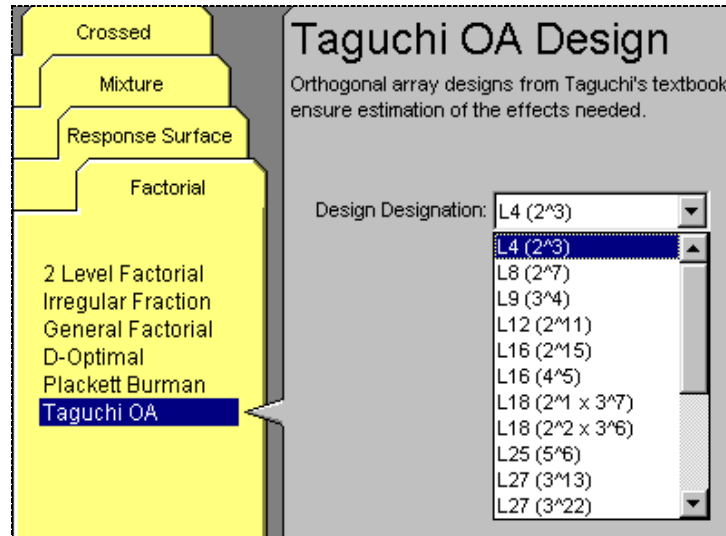 Crossed
Mixture
Response Surface
Factorial
2 Level Factorial
Irregular Fraction
General Factorial
D-Optimal
Plackett Burman
Taguchi OA
Taguchi OA Design
Orthogonal array designs from Taguchi's textbook
ensure estimation of the effects needed.
Design Designation: L4 (2^3)
L4 (2^3)
L8 (2^7)
L9 (3^4)
L12 (2^11)
L16 (2^15)
L16 (4^5)
L18 (2^1 x 3^7)
L18 (2^2 x 3^6)
L25 (5^6)
L27 (3^13)
L27 (3^22)